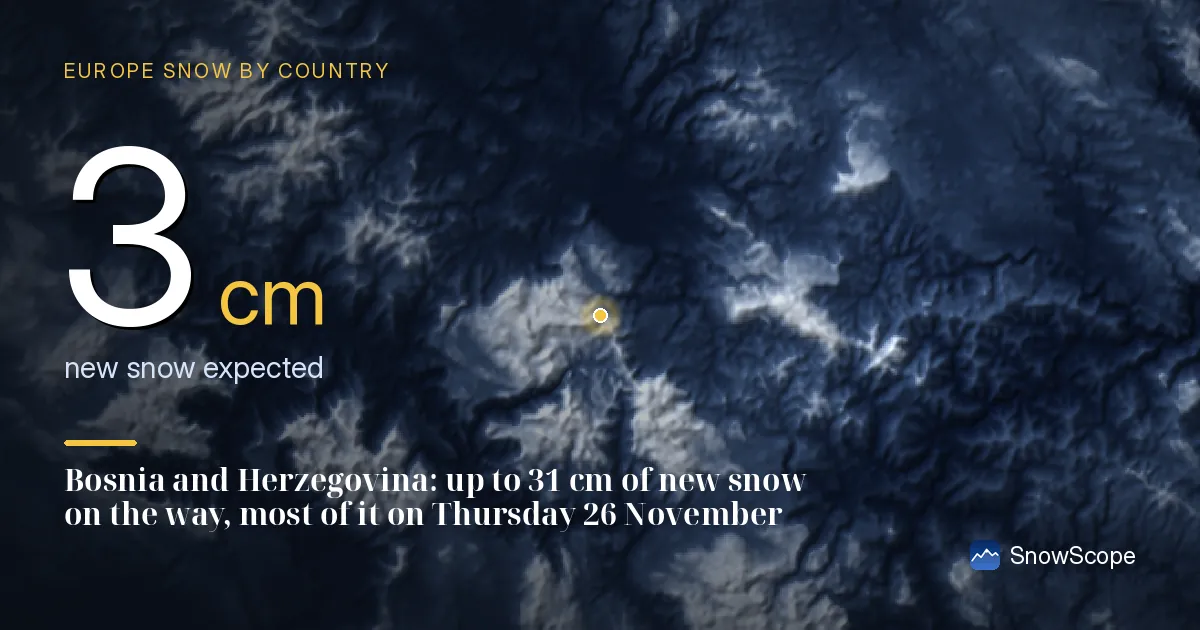 EUROPE SNOW BY COUNTRY
3 cm
new snow expected
Bosnia and Herzegovina: up to 31 cm of new snow
on the way, most of it on Thursday 26 November
SnowScope